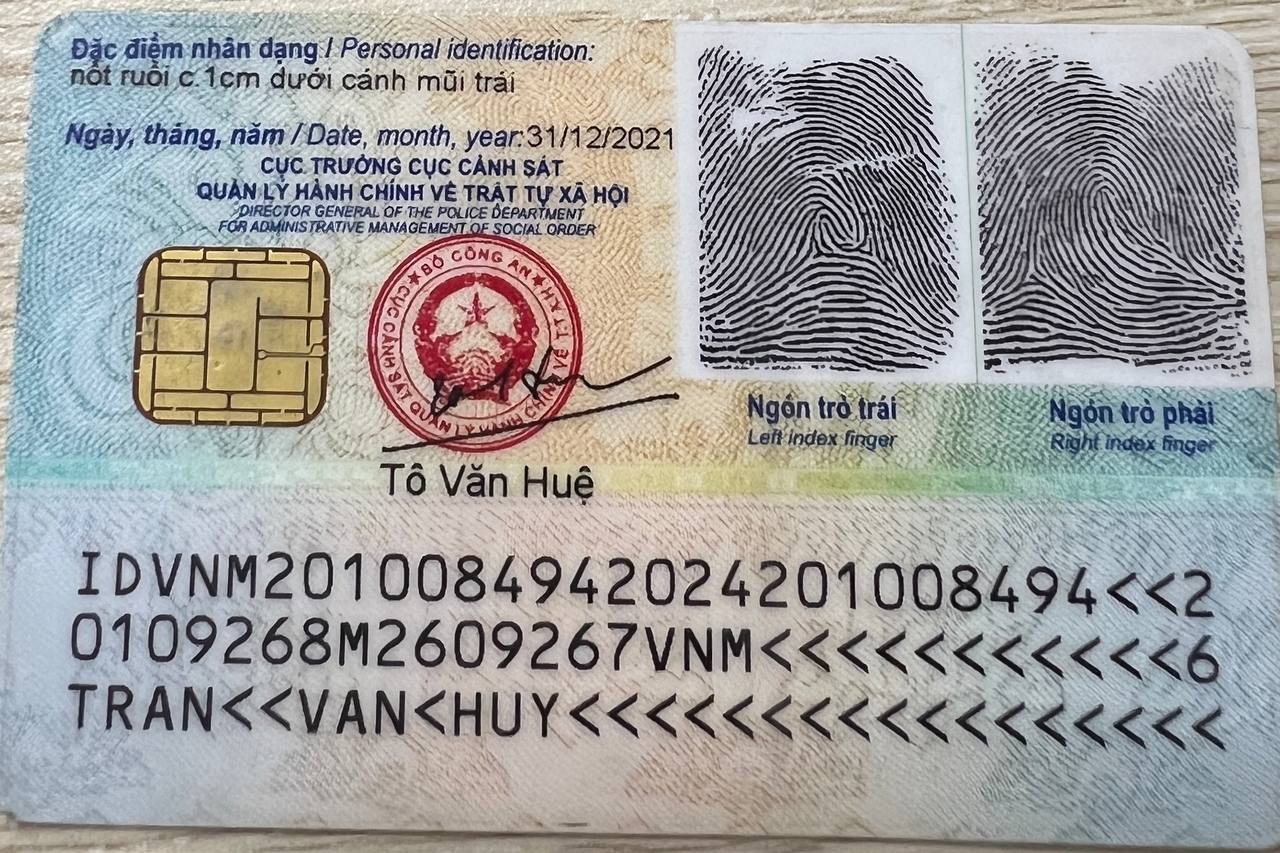 Đặc điểm nhân dạng / Personal identification:
nốt ruồi c.1cm dưới cánh mũi trái
Ngày, tháng, năm / Date, month, year:31/12/2021
CỤC TRƯỞNG CỤC CẢNH SÁT
QUẢN LÝ HÀNH CHÍNH VỀ TRẬT TỰ XÃ HỘI
DIRECTOR GENERAL OF THE POLICE DEPARTMENT
FOR ADMINISTRATIVE MANAGEMENT OF SOCIAL ORDER
BỘ CÔNG AN
CỤC CẢNH SÁT QUẢN LÝ HÀNH CHÍNH VỀ
Tô Văn Huệ
Ngón trỏ trái
Left index finger
Ngón trỏ phải
Right index finger
IDVNM2010084942024201008494<<2
0109268M2609267VNM<<<<<<<<<<<6
TRAN<<VAN<HUY<<<<<<<<<<<<<<<<<